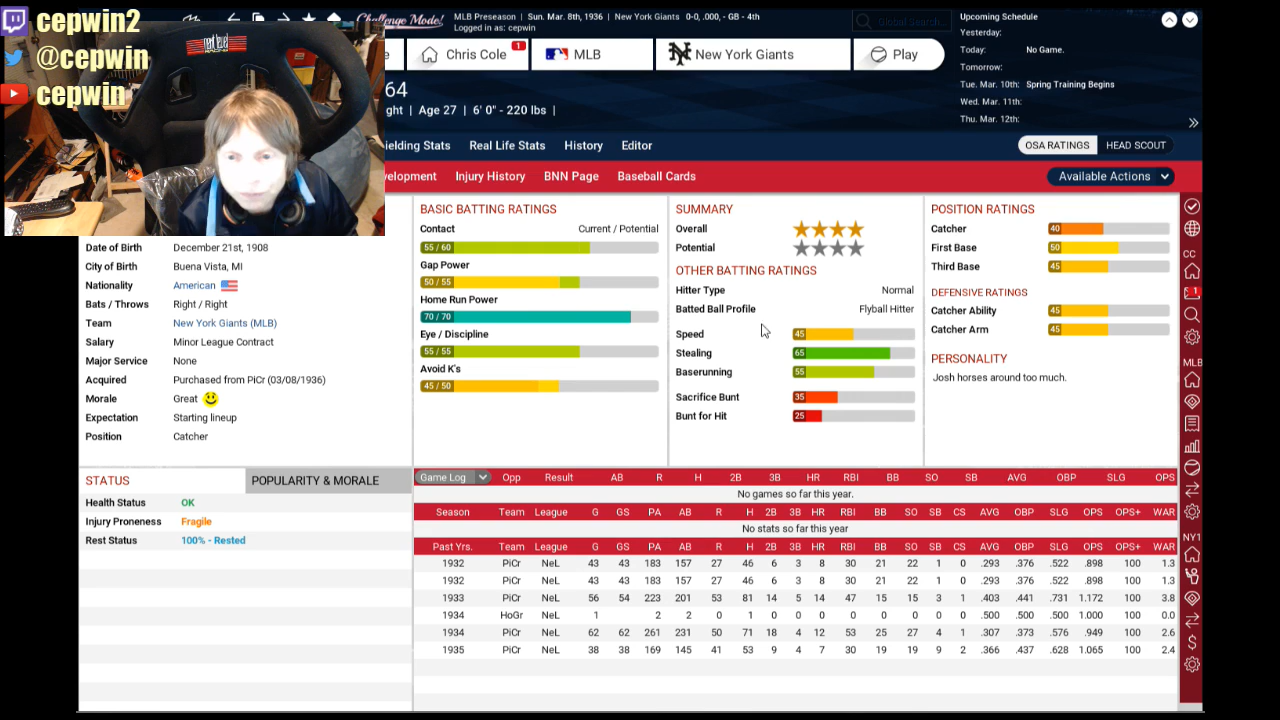 cepwin2
@cepwin
cepwin
Challenge Mode!
MLB Preseason | Sun. Mar. 8th, 1936 | New York Giants 0-0, .000, - GB - 4th
Logged in as: cepwin
Global Search...
Upcoming Schedule
Yesterday:
Today: No Game.
Tomorrow:
Tue. Mar. 10th: Spring Training Begins
Wed. Mar. 11th:
Thu. Mar. 12th:
Chris Cole 1
MLB
New York Giants
Play
64
ght | Age 27 | 6' 0" - 220 lbs |
ielding Stats Real Life Stats History Editor
OSA RATINGS HEAD SCOUT
velopment Injury History BNN Page Baseball Cards
Available Actions
Date of Birth December 21st, 1908
City of Birth Buena Vista, MI
Nationality American
Bats / Throws Right / Right
Team New York Giants (MLB)
Salary Minor League Contract
Major Service None
Acquired Purchased from PiCr (03/08/1936)
Morale Great
Expectation Starting lineup
Position Catcher
BASIC BATTING RATINGS
Contact Current / Potential
55 / 60
Gap Power
50 / 55
Home Run Power
70 / 70
Eye / Discipline
55 / 55
Avoid K's
45 / 50
SUMMARY
Overall
Potential
OTHER BATTING RATINGS
Hitter Type Normal
Batted Ball Profile Flyball Hitter
Speed 45
Stealing 65
Baserunning 55
Sacrifice Bunt 35
Bunt for Hit 25
POSITION RATINGS
Catcher 40
First Base 50
Third Base 45
DEFENSIVE RATINGS
Catcher Ability 45
Catcher Arm 45
PERSONALITY
Josh horses around too much.
CC
1
MLB
NY1
STATUS POPULARITY & MORALE
Health Status OK
Injury Proneness Fragile
Rest Status 100% - Rested
Game Log Opp Result AB R H 2B 3B HR RBI BB SO SB AVG OBP SLG OPS
No games so far this year.
Season Team League G GS PA AB R H 2B 3B HR RBI BB SO SB CS AVG OBP SLG OPS OPS+ WAR
No stats so far this year
Past Yrs. Team League G GS PA AB R H 2B 3B HR RBI BB SO SB CS AVG OBP SLG OPS OPS+ WAR
1932 PiCr NeL 43 43 183 157 27 46 6 3 8 30 21 22 1 0 .293 .376 .522 .898 100 1.3
1932 PiCr NeL 43 43 183 157 27 46 6 3 8 30 21 22 1 0 .293 .376 .522 .898 100 1.3
1933 PiCr NeL 56 54 223 201 53 81 14 5 14 47 15 15 3 1 .403 .441 .731 1.172 100 3.8
1934 HoGr NeL 1 2 2 0 1 0 0 0 0 0 0 0 0 .500 .500 .500 1.000 100 0.0
1934 PiCr NeL 62 62 261 231 50 71 18 4 12 53 25 27 4 1 .307 .373 .576 .949 100 2.6
1935 PiCr NeL 38 38 169 145 41 53 9 4 7 30 19 19 9 2 .366 .437 .628 1.065 100 2.4